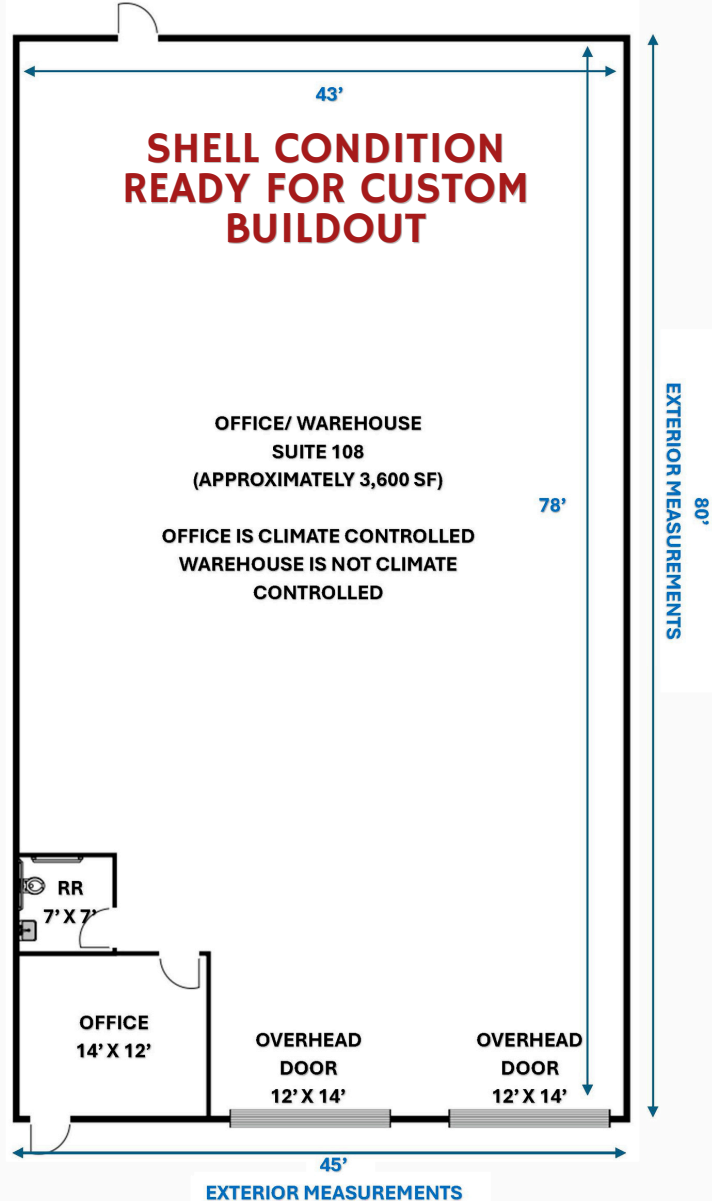 43’
SHELL CONDITION
READY FOR CUSTOM
BUILDOUT
OFFICE/ WAREHOUSE
SUITE 108
(APPROXIMATELY 3,600 SF)
OFFICE IS CLIMATE CONTROLLED
WAREHOUSE IS NOT CLIMATE
CONTROLLED
78’
80’
EXTERIOR MEASUREMENTS
RR
7’ X 7’
OFFICE
14’ X 12’
OVERHEAD
DOOR
12’ X 14’
OVERHEAD
DOOR
12’ X 14’
45’
EXTERIOR MEASUREMENTS